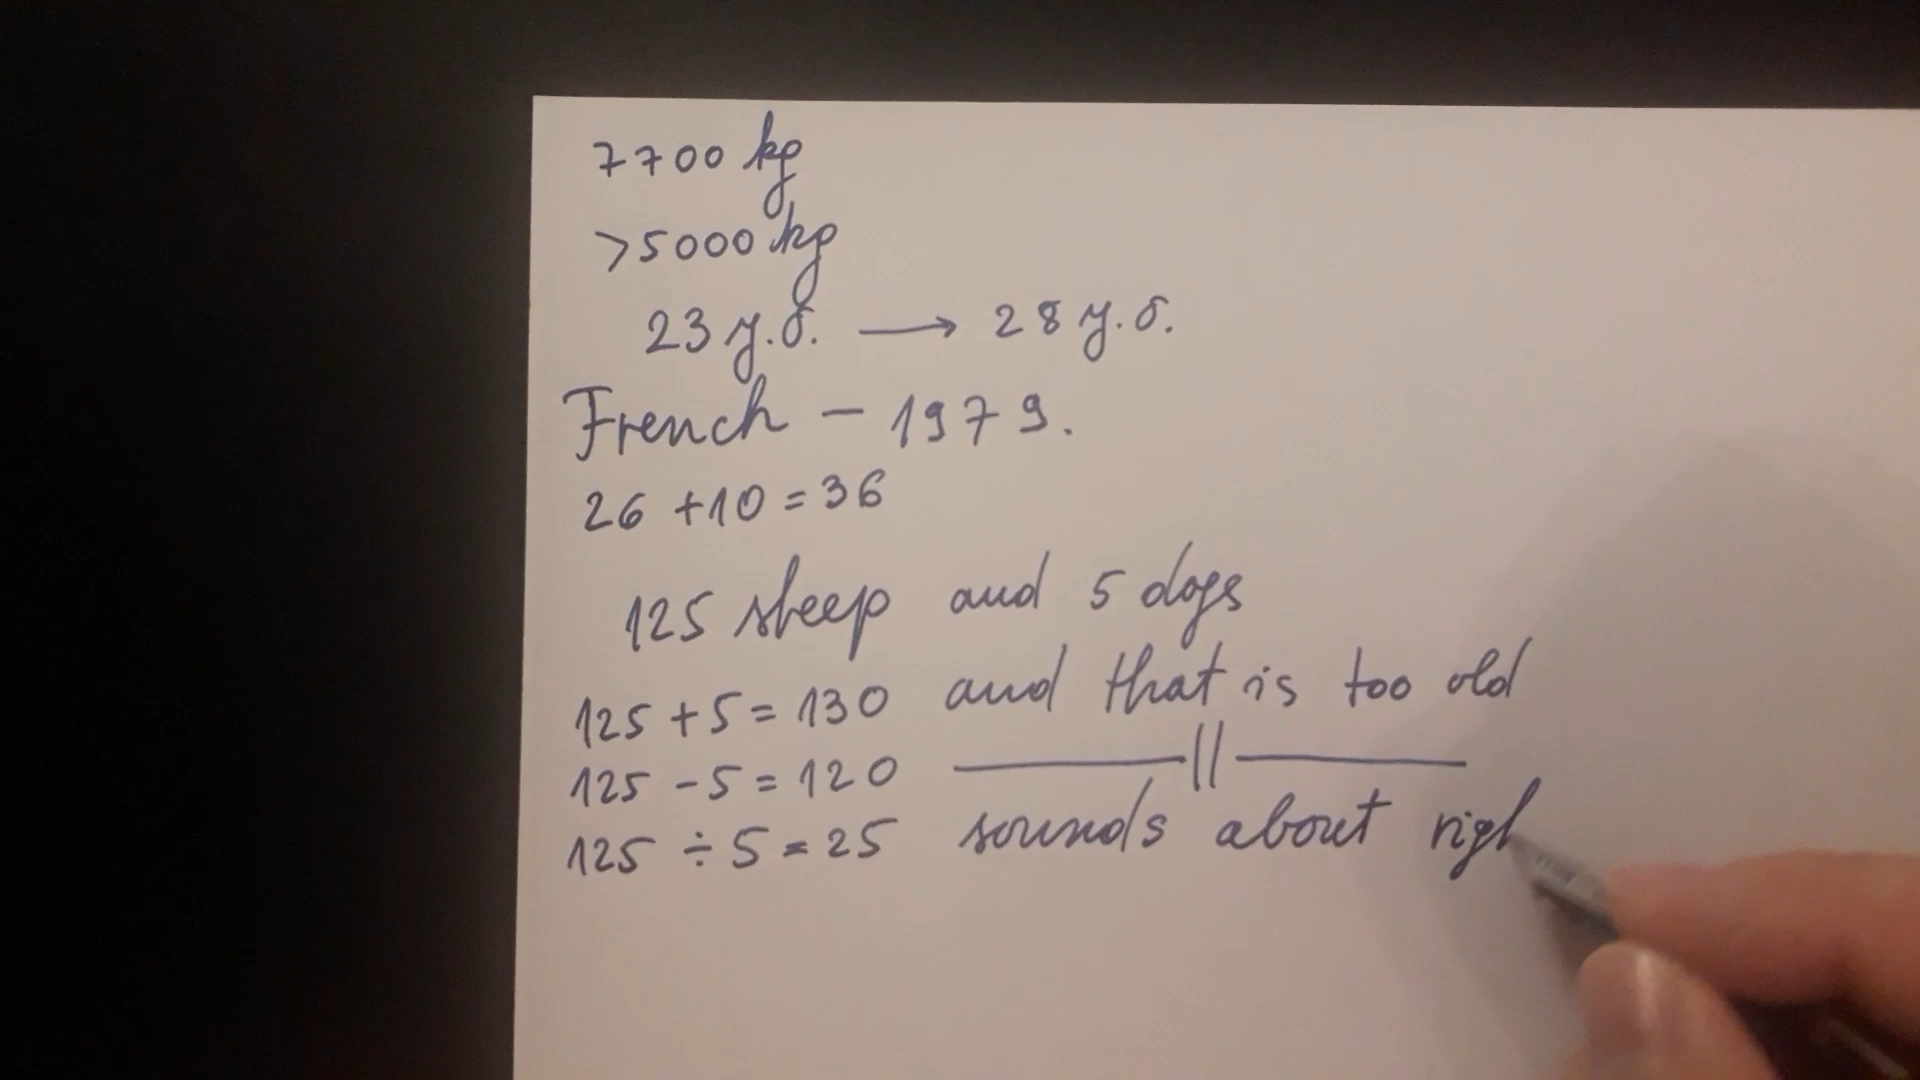 7700 kg
>5000 kg
23 y.o. → 28 y.o.
French - 1979.
26 + 10 = 36
125 sheep and 5 dogs
125 + 5 = 130 and that is too old
125 - 5 = 120 —||—
125 ÷ 5 = 25 sounds about righ